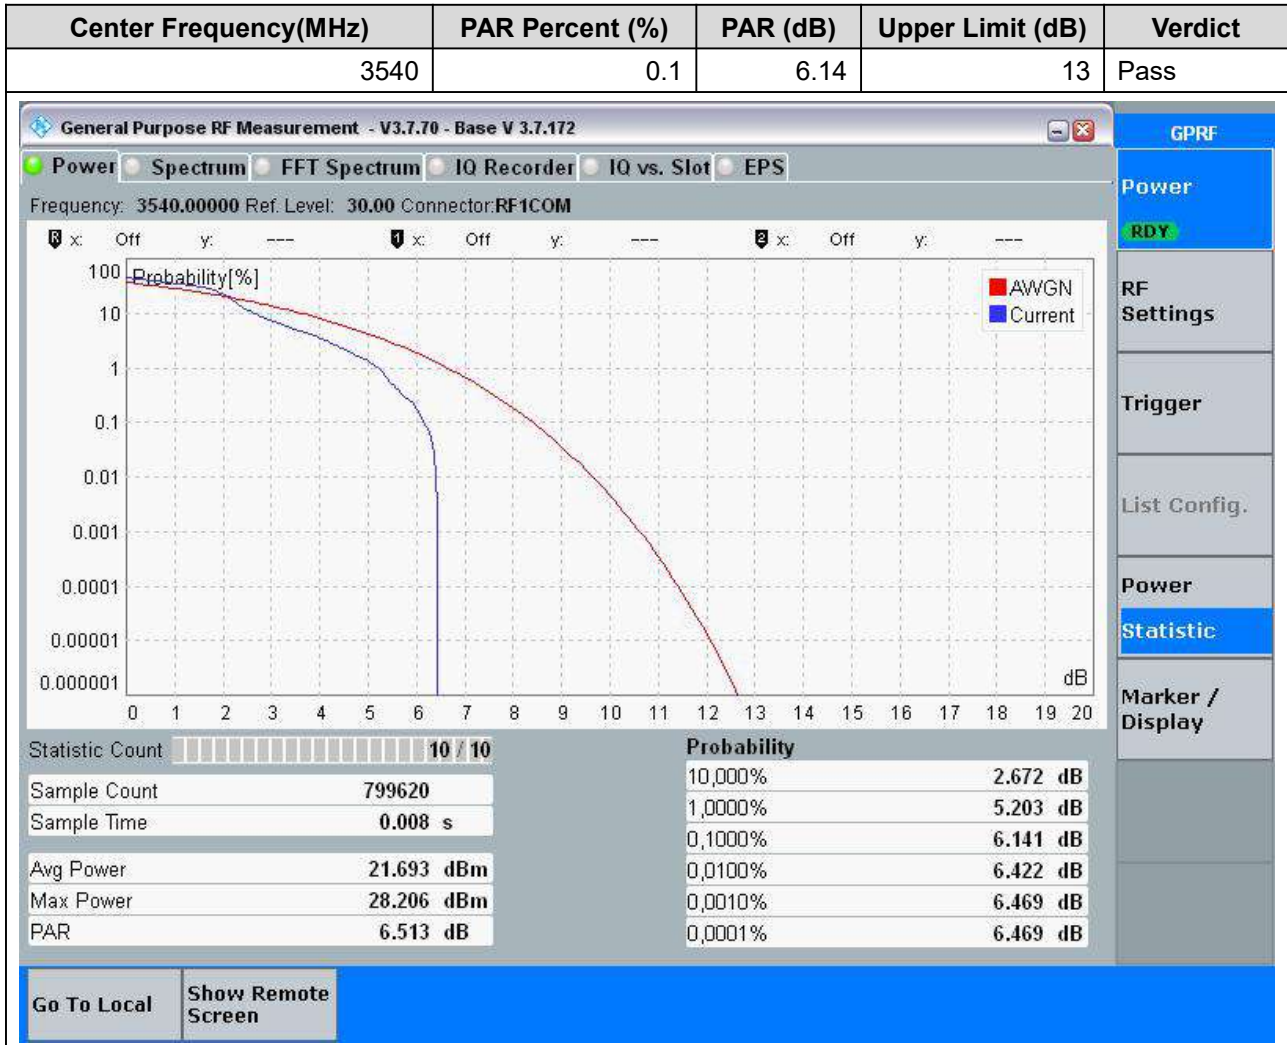 Center Frequency(MHz) PAR Percent (%) PAR (dB) Upper Limit (dB) Verdict
3540 0.1 6.14 13 Pass
General Purpose RF Measurement - V3.7.70 - Base V 3.7.172
GPRF
Power Spectrum FFT Spectrum IQ Recorder IQ vs. Slot EPS
Frequency: 3540.00000 Ref. Level: 30.00 Connector:RF1COM
R x: Off y: --- 1 x: Off y: --- 2 x: Off y: ---
Probability[%]
AWGN
Current
100
10
1
0.1
0.01
0.001
0.0001
0.00001
0.000001
dB
0 1 2 3 4 5 6 7 8 9 10 11 12 13 14 15 16 17 18 19 20
Statistic Count 10 / 10
Sample Count 799620
Sample Time 0.008 s
Avg Power 21.693 dBm
Max Power 28.206 dBm
PAR 6.513 dB
Probability
10,000% 2.672 dB
1,0000% 5.203 dB
0,1000% 6.141 dB
0,0100% 6.422 dB
0,0010% 6.469 dB
0,0001% 6.469 dB
Power
RDY
RF
Settings
Trigger
List Config.
Power
Statistic
Marker /
Display
Go To Local
Show Remote
Screen